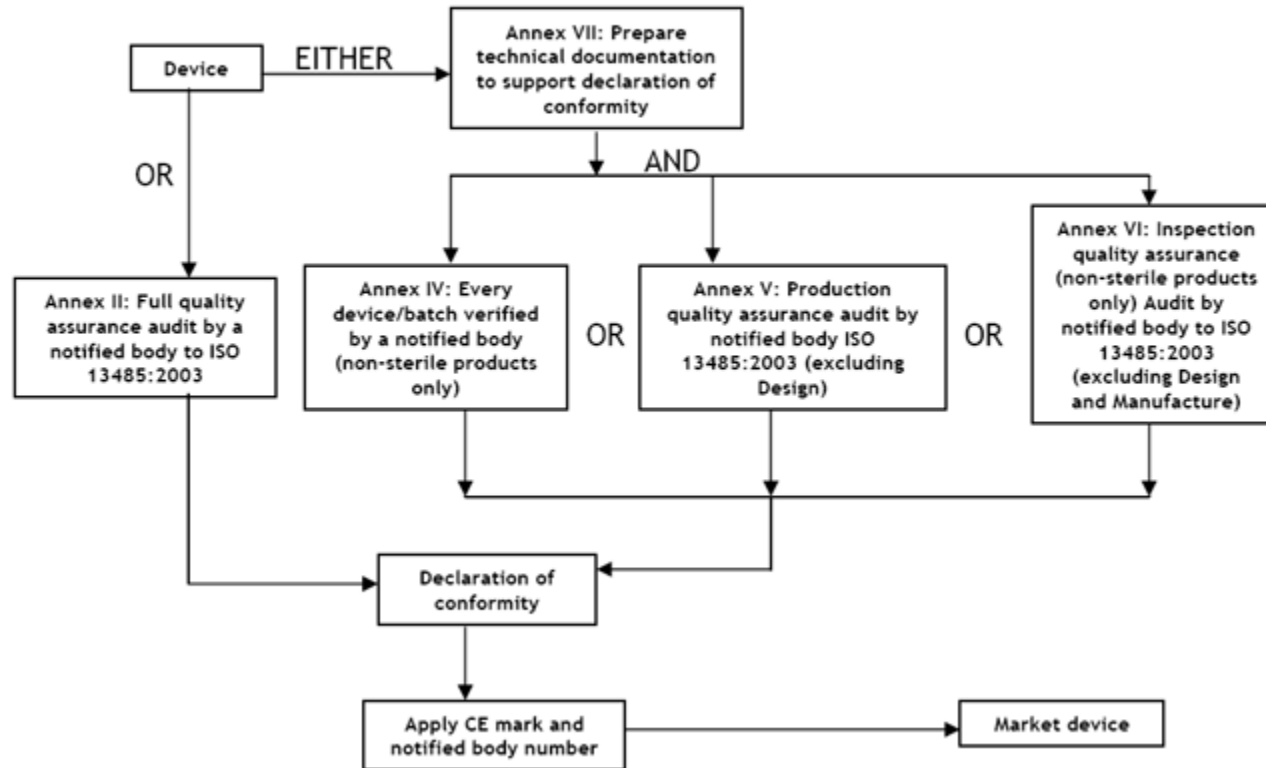 Device
EITHER
Annex VII: Prepare
technical documentation
to support declaration of
conformity
OR
AND
Annex II: Full quality
assurance audit by a
notified body to ISO
13485:2003
Annex IV: Every
device/batch verified
by a notified body
(non-sterile products
only)
OR
Annex V: Production
quality assurance audit by
notified body ISO
13485:2003 (excluding
Design)
OR
Annex VI: Inspection
quality assurance
(non-sterile products
only) Audit by
notified body to ISO
13485:2003
(excluding Design
and Manufacture)
Declaration of
conformity
Apply CE mark and
notified body number
Market device